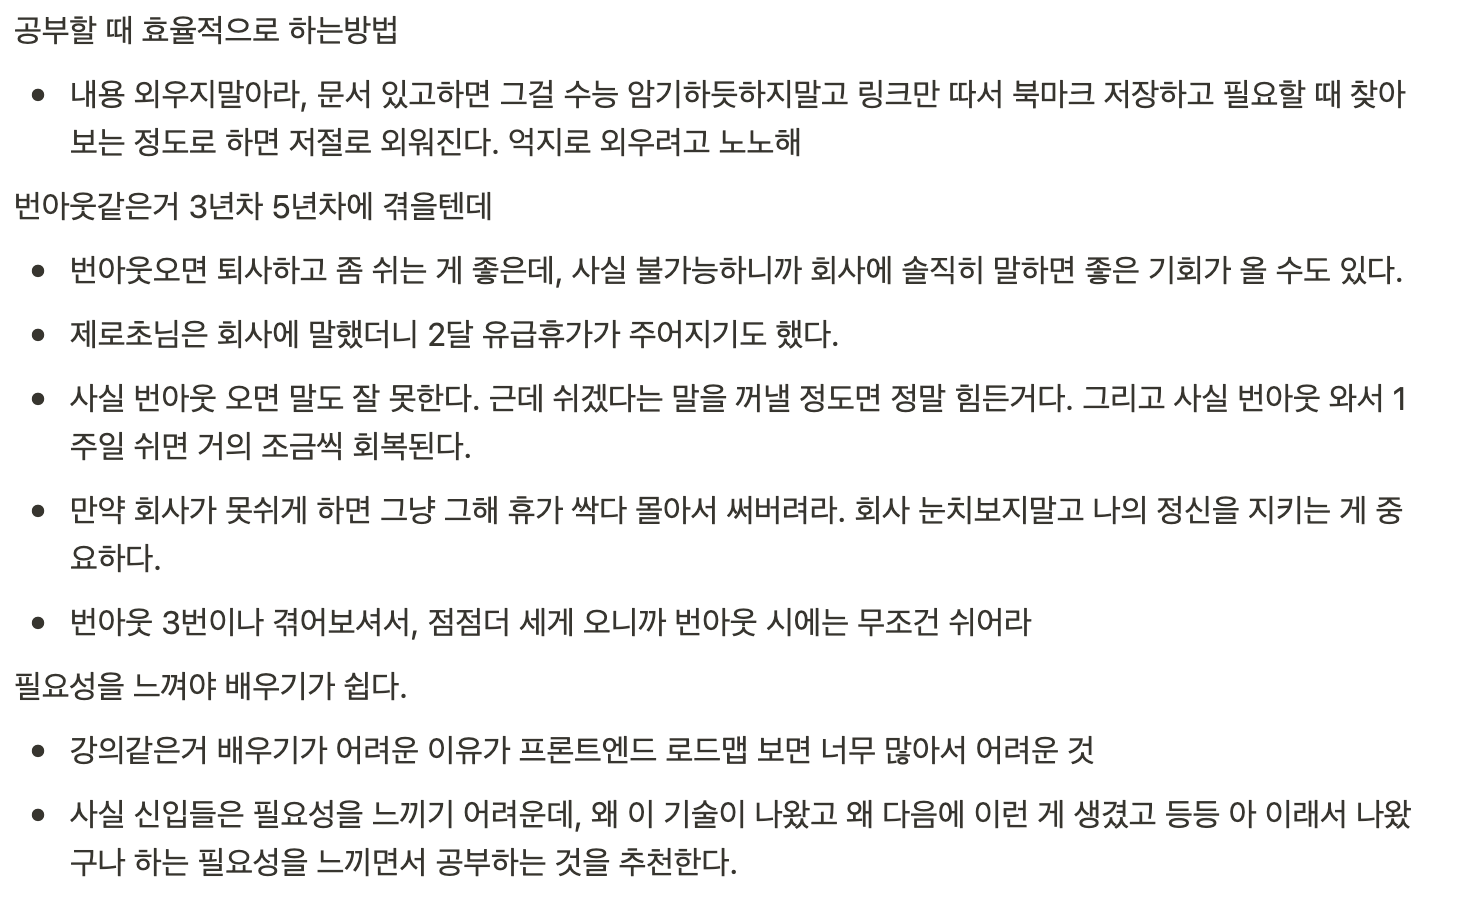 공부할 때 효율적으로 하는방법
• 내용 외우지말아라, 문서 있고하면 그걸 수능 암기하듯하지말고 링크만 따서 북마크 저장하고 필요할 때 찾아
보는 정도로 하면 저절로 외워진다. 억지로 외우려고 노노해
번아웃같은거 3년차 5년차에 겪을텐데
• 번아웃오면 퇴사하고 좀 쉬는 게 좋은데, 사실 불가능하니까 회사에 솔직히 말하면 좋은 기회가 올 수도 있다.
• 제로초님은 회사에 말했더니 2달 유급휴가가 주어지기도 했다.
• 사실 번아웃 오면 말도 잘 못한다. 근데 쉬겠다는 말을 꺼낼 정도면 정말 힘든거다. 그리고 사실 번아웃 와서 1
주일 쉬면 거의 조금씩 회복된다.
• 만약 회사가 못쉬게 하면 그냥 그해 휴가 싹다 몰아서 써버려라. 회사 눈치보지말고 나의 정신을 지키는 게 중
요하다.
• 번아웃 3번이나 겪어보셔서, 점점더 세게 오니까 번아웃 시에는 무조건 쉬어라
필요성을 느껴야 배우기가 쉽다.
• 강의같은거 배우기가 어려운 이유가 프론트엔드 로드맵 보면 너무 많아서 어려운 것
• 사실 신입들은 필요성을 느끼기 어려운데, 왜 이 기술이 나왔고 왜 다음에 이런 게 생겼고 등등 아 이래서 나왔
구나 하는 필요성을 느끼면서 공부하는 것을 추천한다.